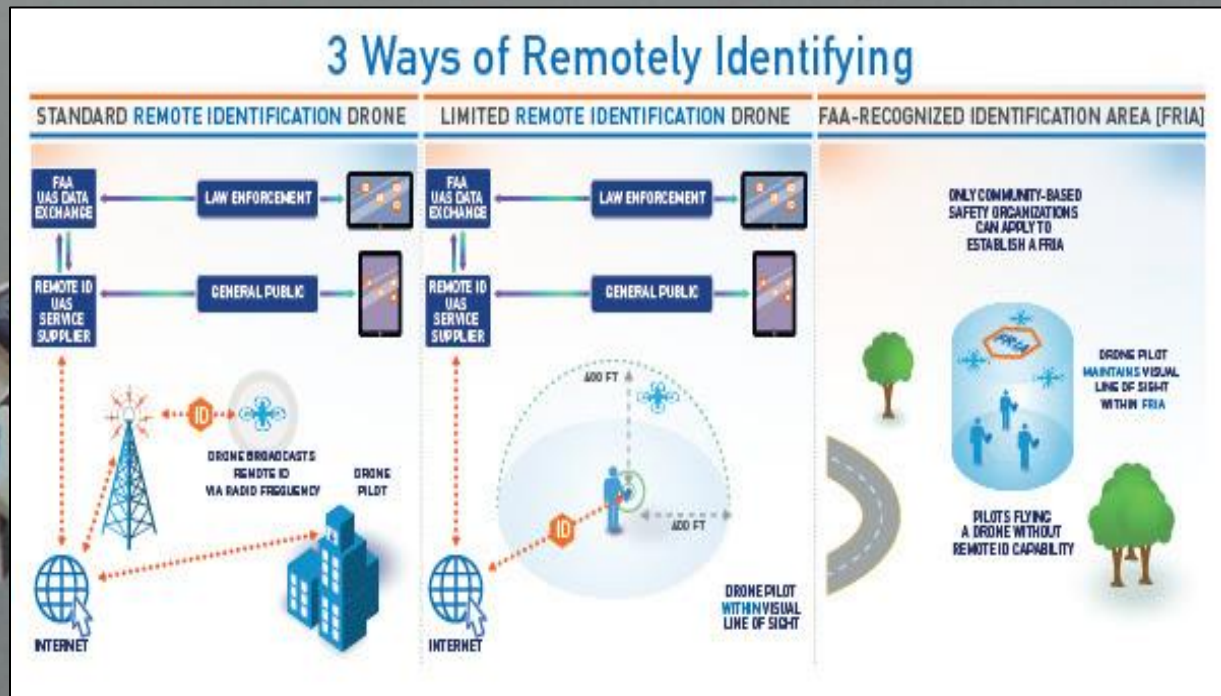 3 Ways of Remotely Identifying
STANDARD REMOTE IDENTIFICATION DRONE
FAA
UAS DATA
EXCHANGE
LAW ENFORCEMENT
REMOTE ID
UAS
SERVICE
SUPPLIER
GENERAL PUBLIC
ID
DRONE BROADCASTS
REMOTE ID
VIA RADIO FREQUENCY
DRONE
PILOT
INTERNET
LIMITED REMOTE IDENTIFICATION DRONE
FAA
UAS DATA
EXCHANGE
LAW ENFORCEMENT
REMOTE ID
UAS
SERVICE
SUPPLIER
GENERAL PUBLIC
FT
FT
ID
DRONE PILOT
WITHIN VISUAL
LINE OF SIGHT
INTERNET
FAA-RECOGNIZED IDENTIFICATION AREA [FRIA]
ONLY COMMUNITY-BASED
SAFETY ORGANIZATIONS
CAN APPLY TO
ESTABLISH A FRIA
DRONE PILOT
MAINTAINS VISUAL
LINE OF SIGHT
WITHIN FRIA
PILOTS FLYING
A DRONE WITHOUT
REMOTE ID CAPABILITY